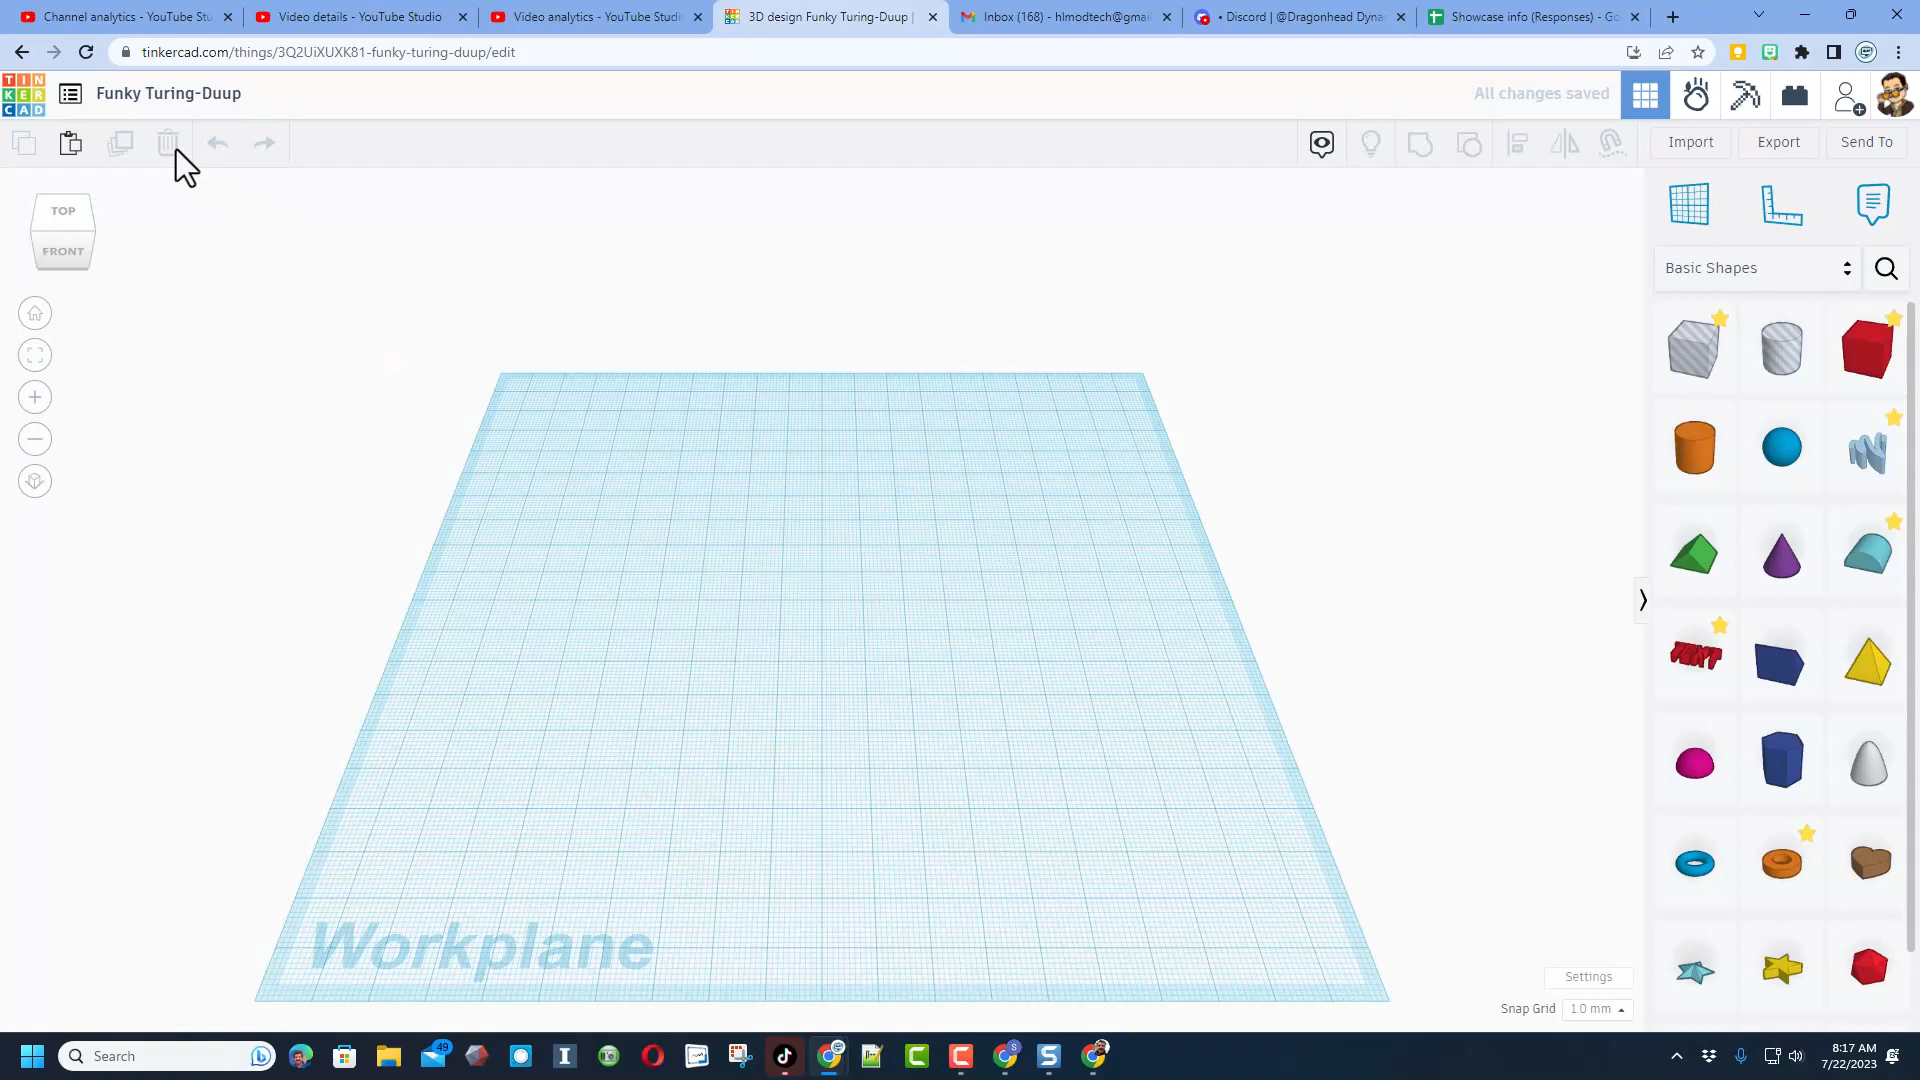 Channel analytics - YouTube Stu
Video details - YouTube Studio
Video analytics - YouTube Studi
3D design Funky Turing-Duup |
Inbox (168) - hlmodtech@gmail
• Discord | @Dragonhead Dyna
Showcase info (Responses) - Go
tinkercad.com/things/3Q2UiXUXK81-funky-turing-duup/edit
TIN
KER
CAD
Funky Turing-Duup
All changes saved
Import
Export
Send To
TOP
FRONT
Basic Shapes
TEXT
Workplane
Settings
Snap Grid
1.0 mm
Search
49
S
8:17 AM
7/22/2023